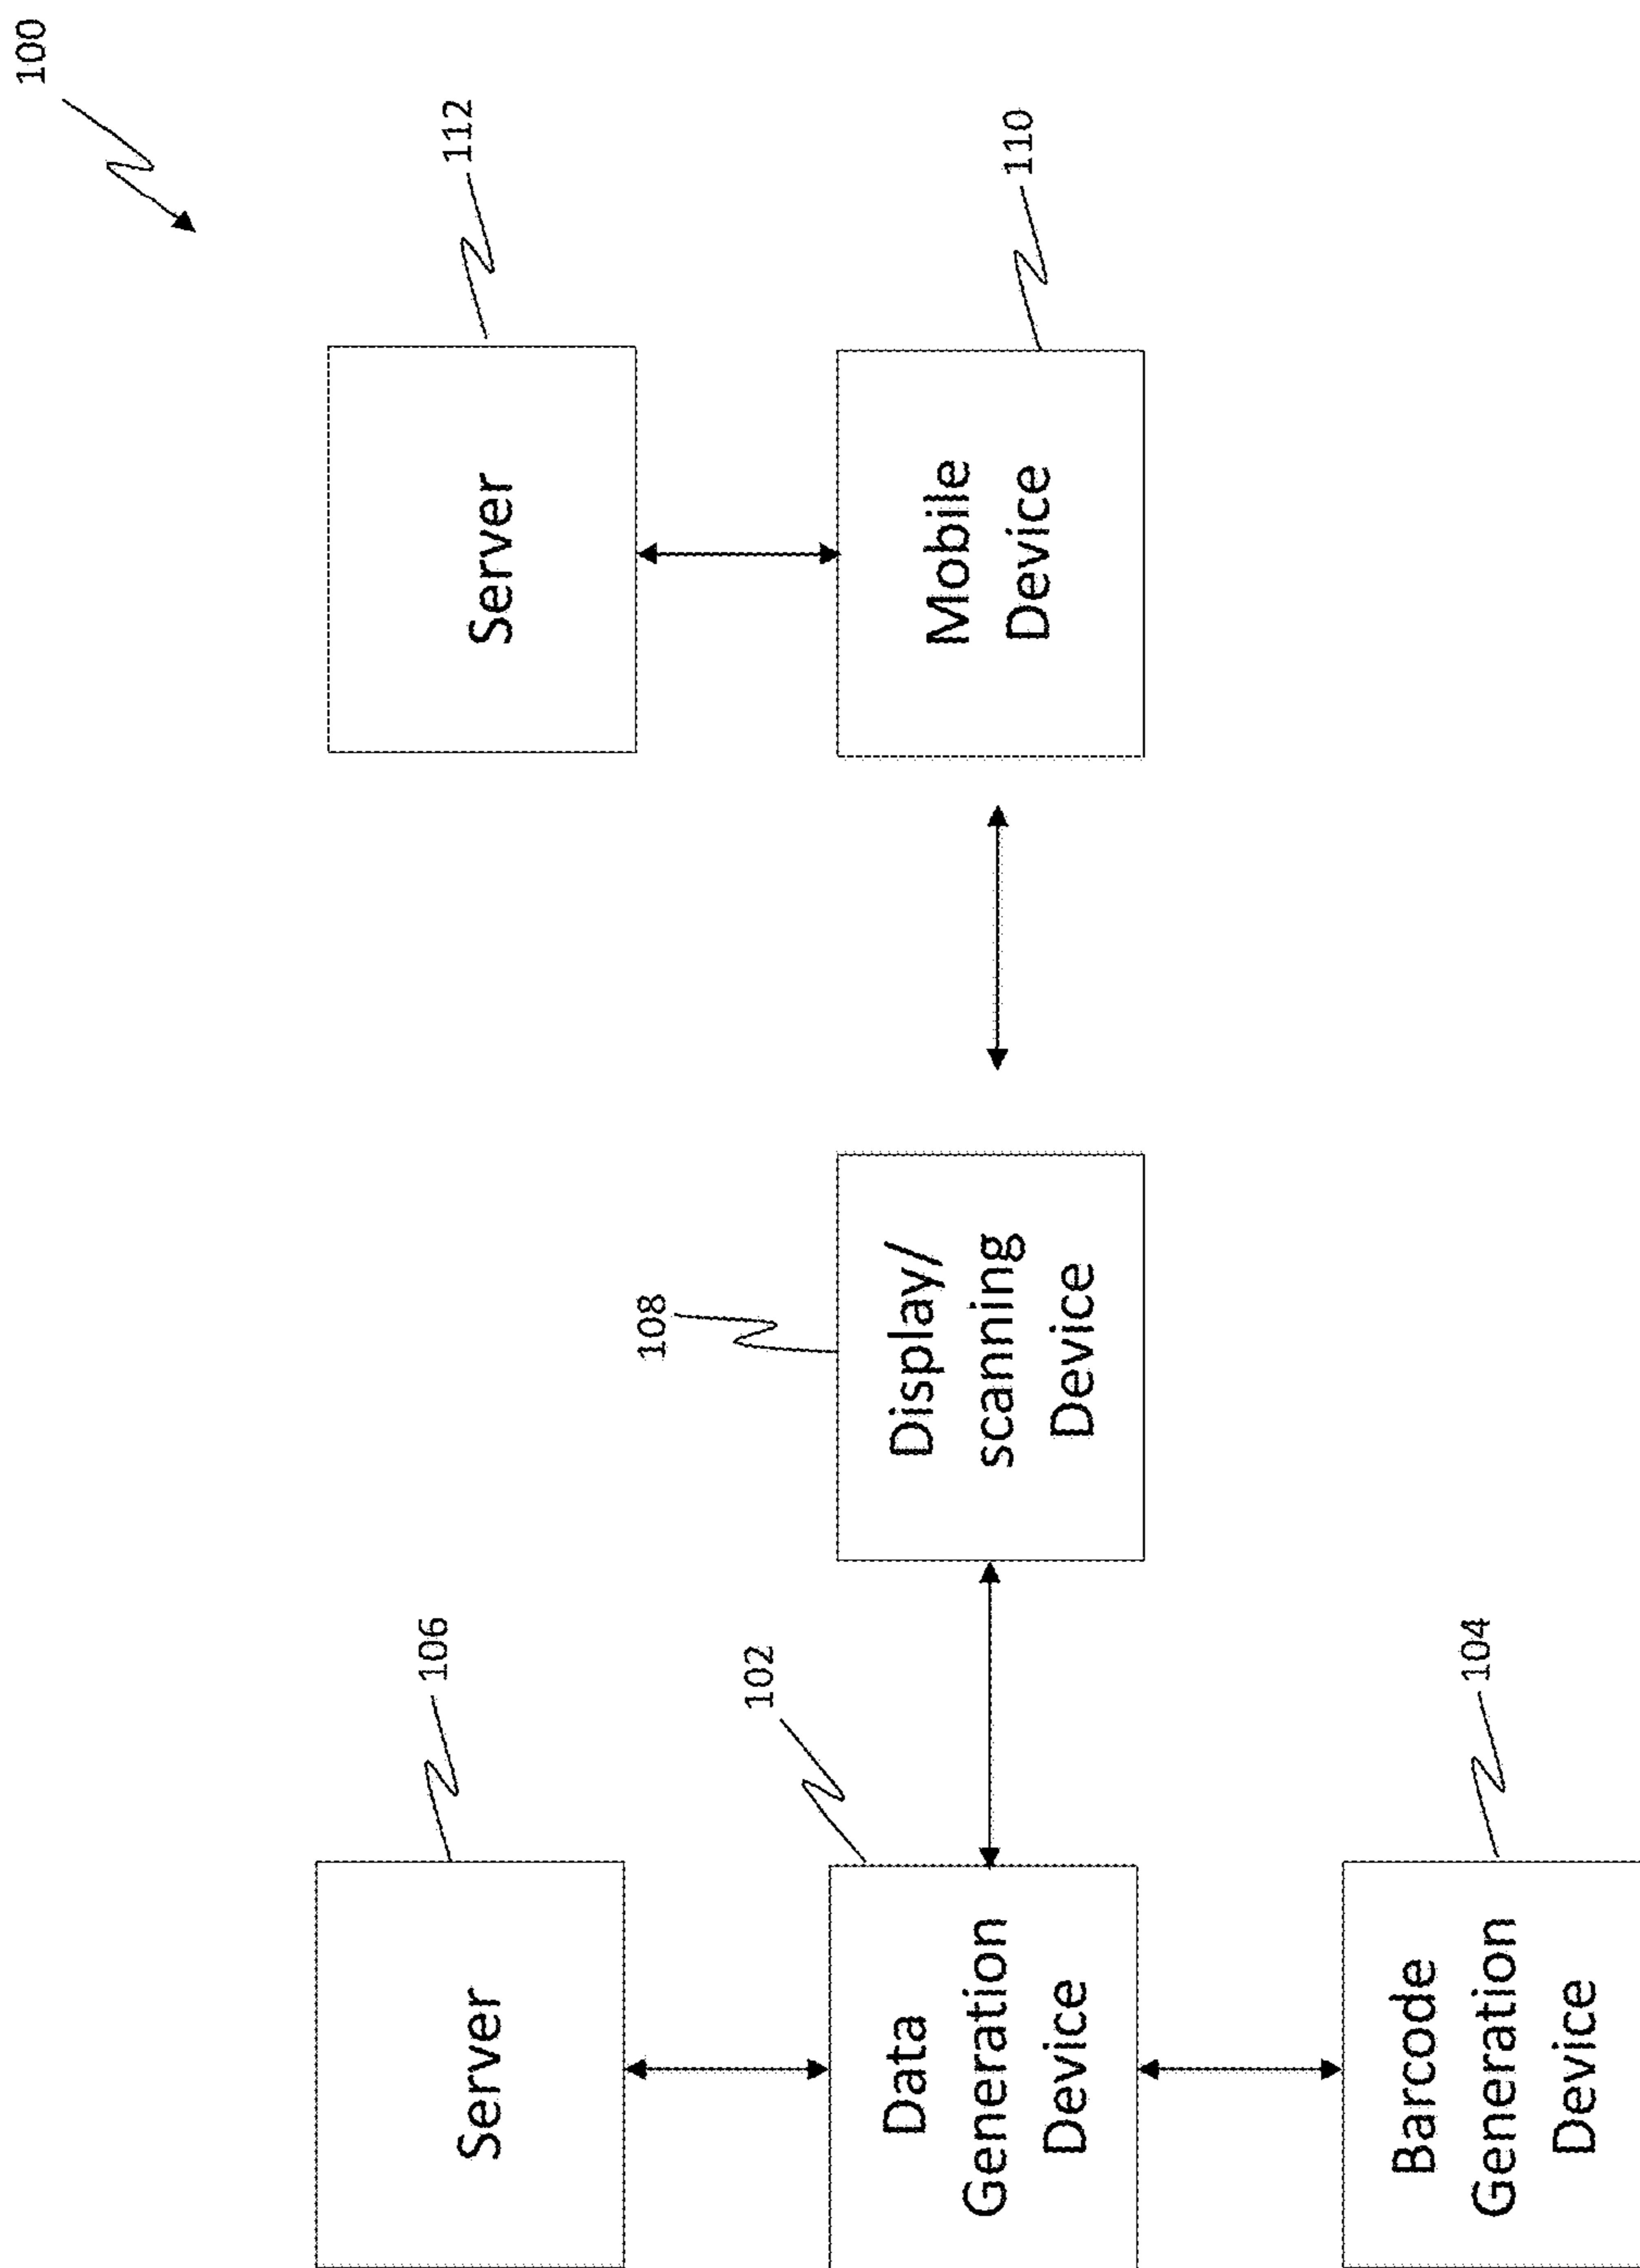 100
106
112
Server
Server
108
102
Data
Generation
Device
Display/
scanning
Device
Mobile
Device
110
104
Barcode
Generation
Device